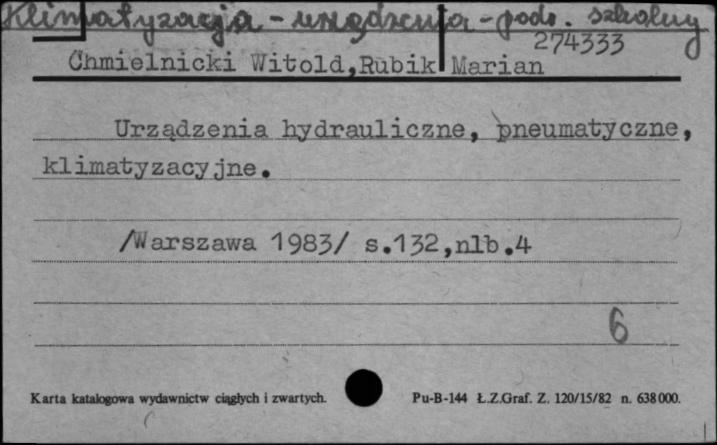 Klimatyzacja - urządzenia - podr. szkolny
274333
Chmielnicki Witold,Rubik Marian
Urządzenia hydrauliczne, pneumatyczne,
klimatyzacyjne.
/Warszawa 1983/ s.132,nlb.4
6
Karta katalogowa wydawnictw ciągłych i zwartych.
Pu-B-144 Ł.Z.Graf. Z. 120/15/82 n. 638000.